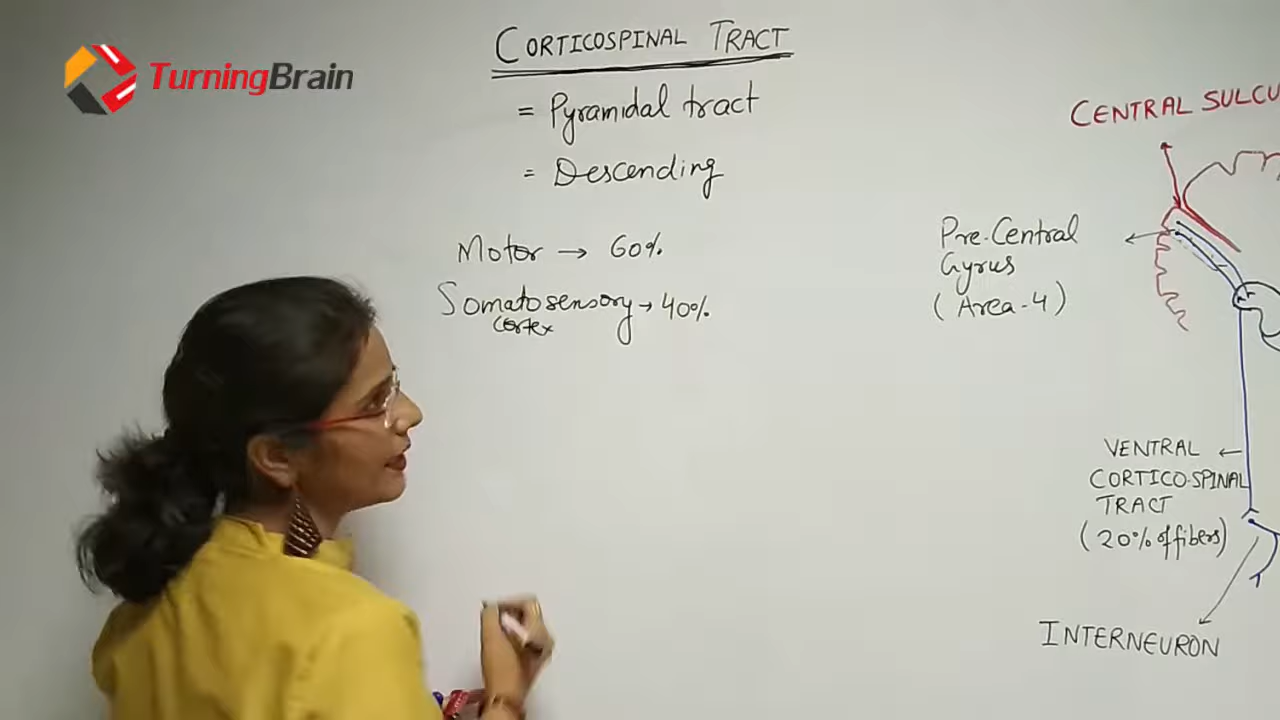 TurningBrain
CORTICOSPINAL TRACT
= Pyramidal tract
= Descending
Motor → 60%
Somatosensory → 40%
cortex
CENTRAL SULCU
Pre-Central
Gyrus
(Area-4)
VENTRAL
CORTICO-SPINAL
TRACT
(20% of fibers)
INTERNEURON